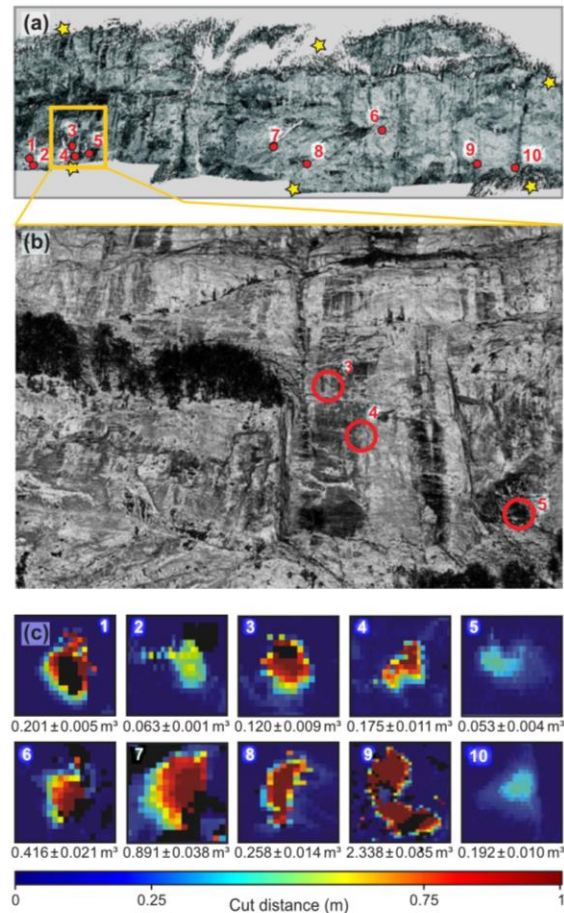 (a)
6
7
3
1
5
4
2
8
9
10
(b)
3
4
5
(c)
1
2
3
4
5
0.201±0.005 m³
0.063±0.001 m³
0.120±0.009 m³
0.175±0.011 m³
0.053±0.004 m³
6
7
8
9
10
0.416±0.021 m³
0.891±0.038 m³
0.258±0.014 m³
2.338±0.035 m³
0.192±0.010 m³
0
0.25
0.75
1
Cut distance (m)